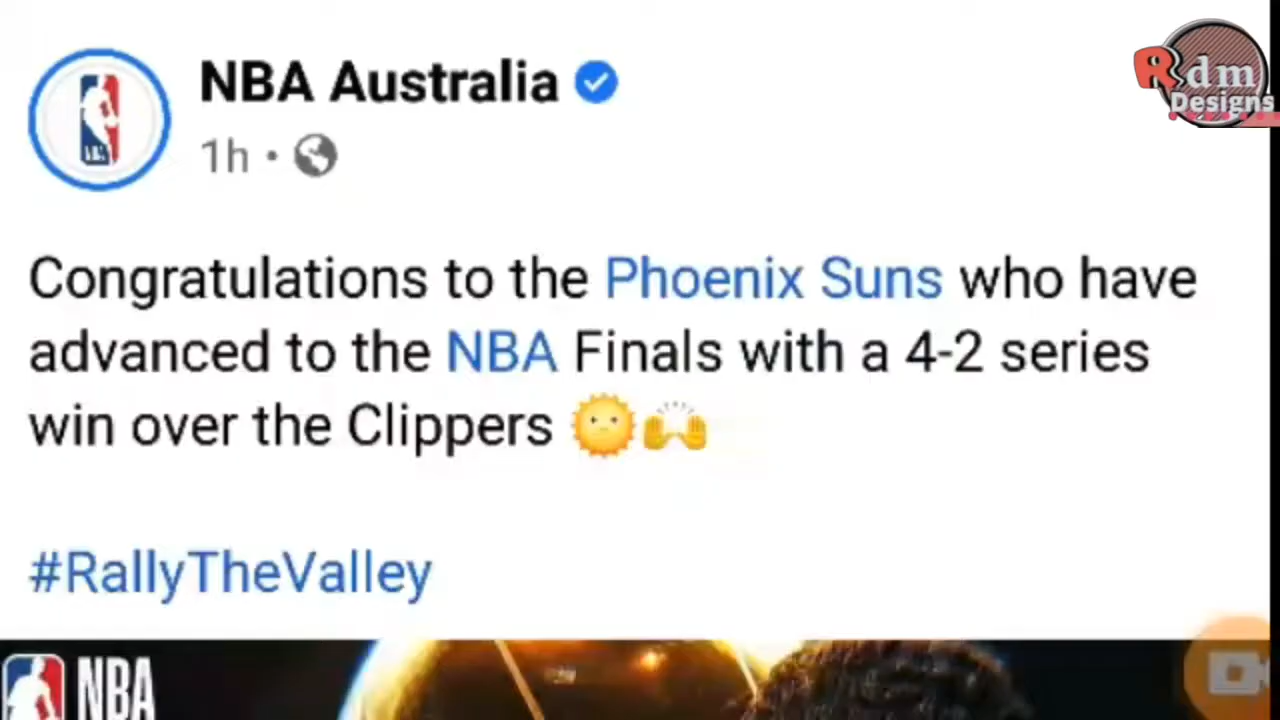 NBA Australia
1h •
Congratulations to the Phoenix Suns who have
advanced to the NBA Finals with a 4-2 series
win over the Clippers 🌞🙌
#RallyTheValley
NBA
Rdm
Designs